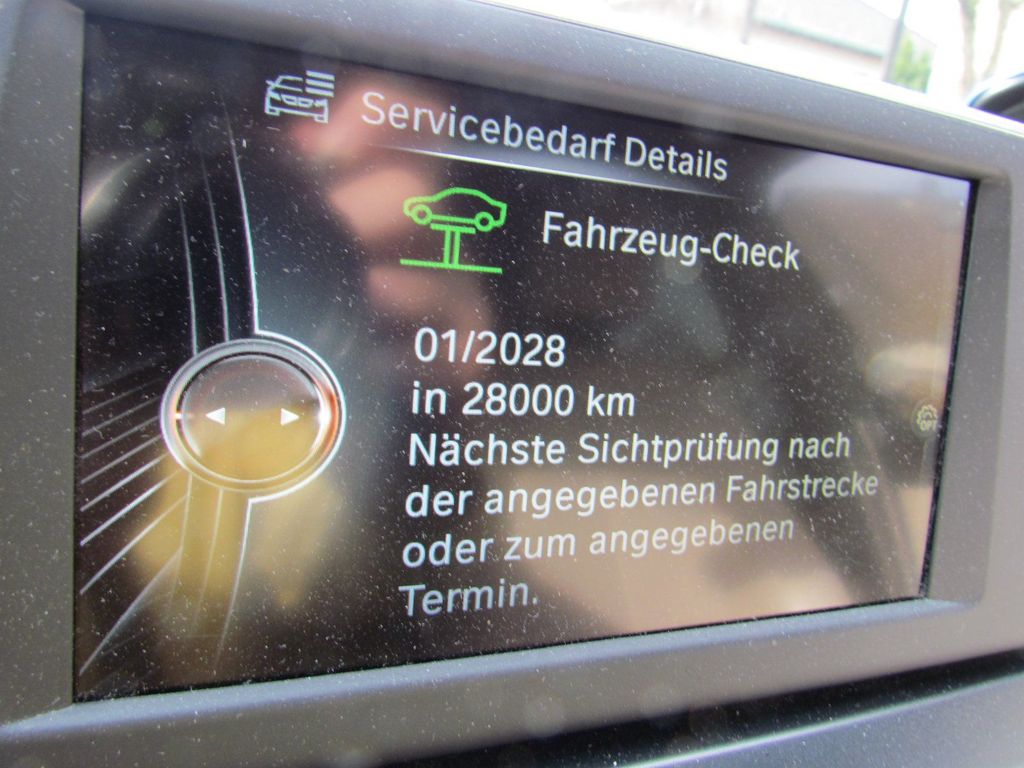 Servicebedarf Details
Fahrzeug-Check
01/2028
in 28000 km
Nächste Sichtprüfung nach
der angegebenen Fahrstrecke
oder zum angegebenen
Termin.
OPT